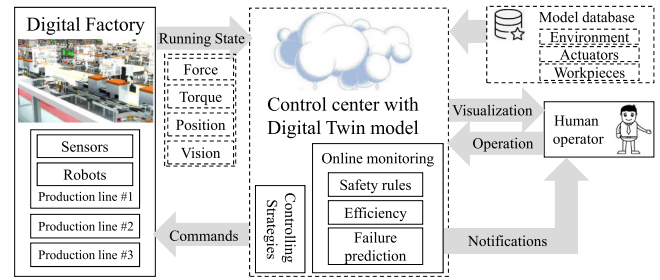 Digital Factory
Sensors
Robots
Production line #1
Production line #2
Production line #3
Running State
Force
Torque
Position
Vision
Commands
Control center with
Digital Twin model
Online monitoring
Safety rules
Efficiency
Failure
prediction
Controlling
Strategies
Model database
Environment
Actuators
Workpieces
Visualization
Operation
Human
operator
Notifications